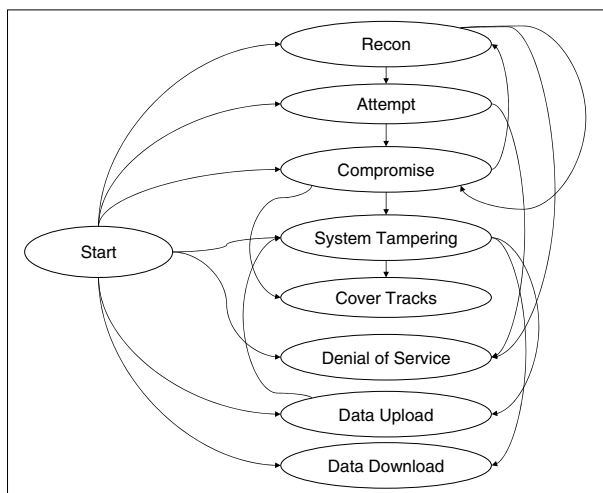 Recon
Attempt
Compromise
System Tampering
Start
Cover Tracks
Denial of Service
Data Upload
Data Download